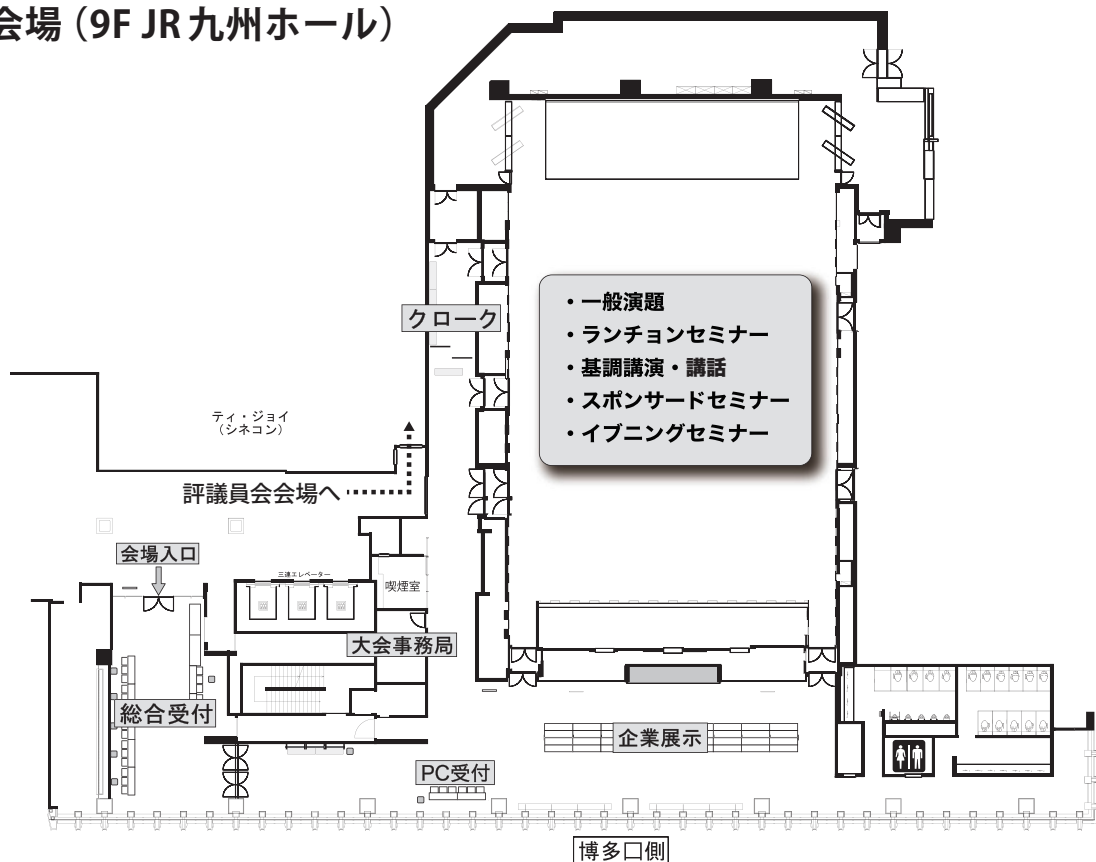 会場（9F JR九州ホール）
クローク
・一般演題
・ランチョンセミナー
・基調講演・講話
・スポンサードセミナー
・イブニングセミナー
ティ・ジョイ
（シネコン）
評議員会会場へ
会場入口
三連エレベーター
喫煙室
大会事務局
総合受付
企業展示
PC受付
博多口側